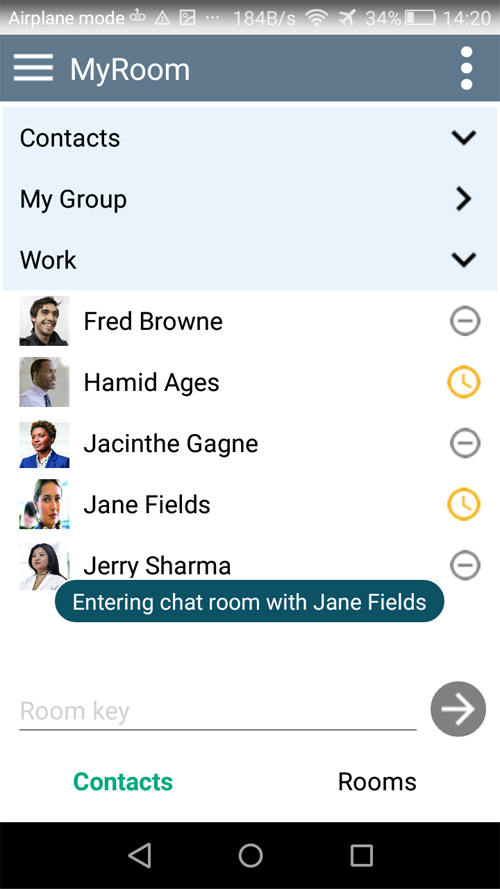 Airplane mode ... 184B/s 34% 14:20
MyRoom
Contacts
My Group
Work
Fred Browne
Hamid Ages
Jacinthe Gagne
Jane Fields
Jerry Sharma
Entering chat room with Jane Fields
Room key
Contacts Rooms